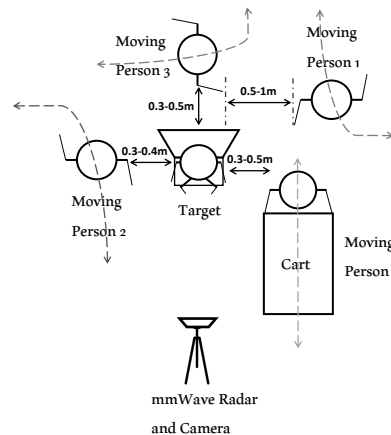 Moving
Person 3
Moving
Person 1
0.5-1m
0.3-0.5m
0.3-0.4m
0.3-0.5m
Moving
Person 2
Target
Cart
Moving
Person
mmWave Radar
and Camera